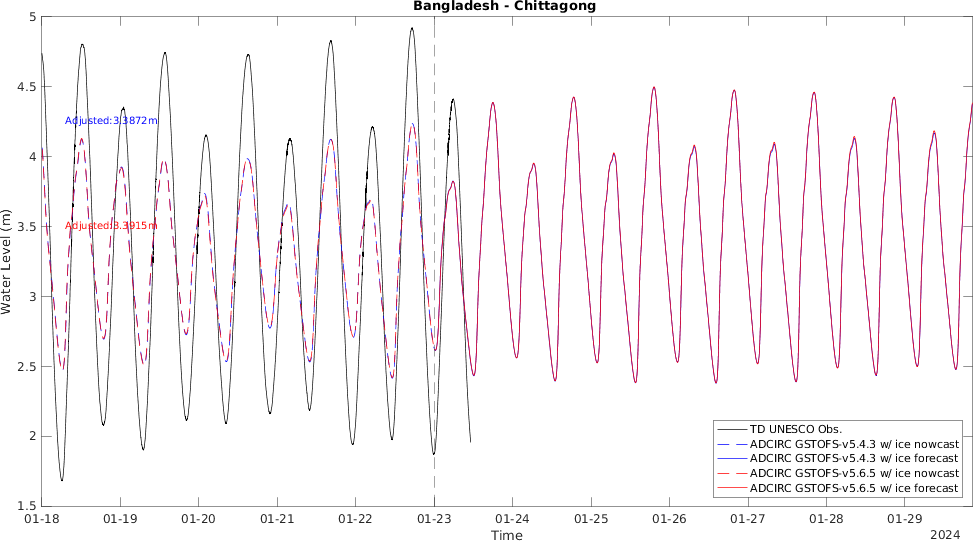 Bangladesh - Chittagong
5
4.5
4
3.5
3
2.5
2
1.5
Water Level (m)
Adjusted:3.3872m
Adjusted:3.3915m
TD UNESCO Obs.
ADCIRC GSTOFS-v5.4.3 w/ ice nowcast
ADCIRC GSTOFS-v5.4.3 w/ ice forecast
ADCIRC GSTOFS-v5.6.5 w/ ice nowcast
ADCIRC GSTOFS-v5.6.5 w/ ice forecast
01-18 01-19 01-20 01-21 01-22 01-23 01-24 01-25 01-26 01-27 01-28 01-29
Time
2024